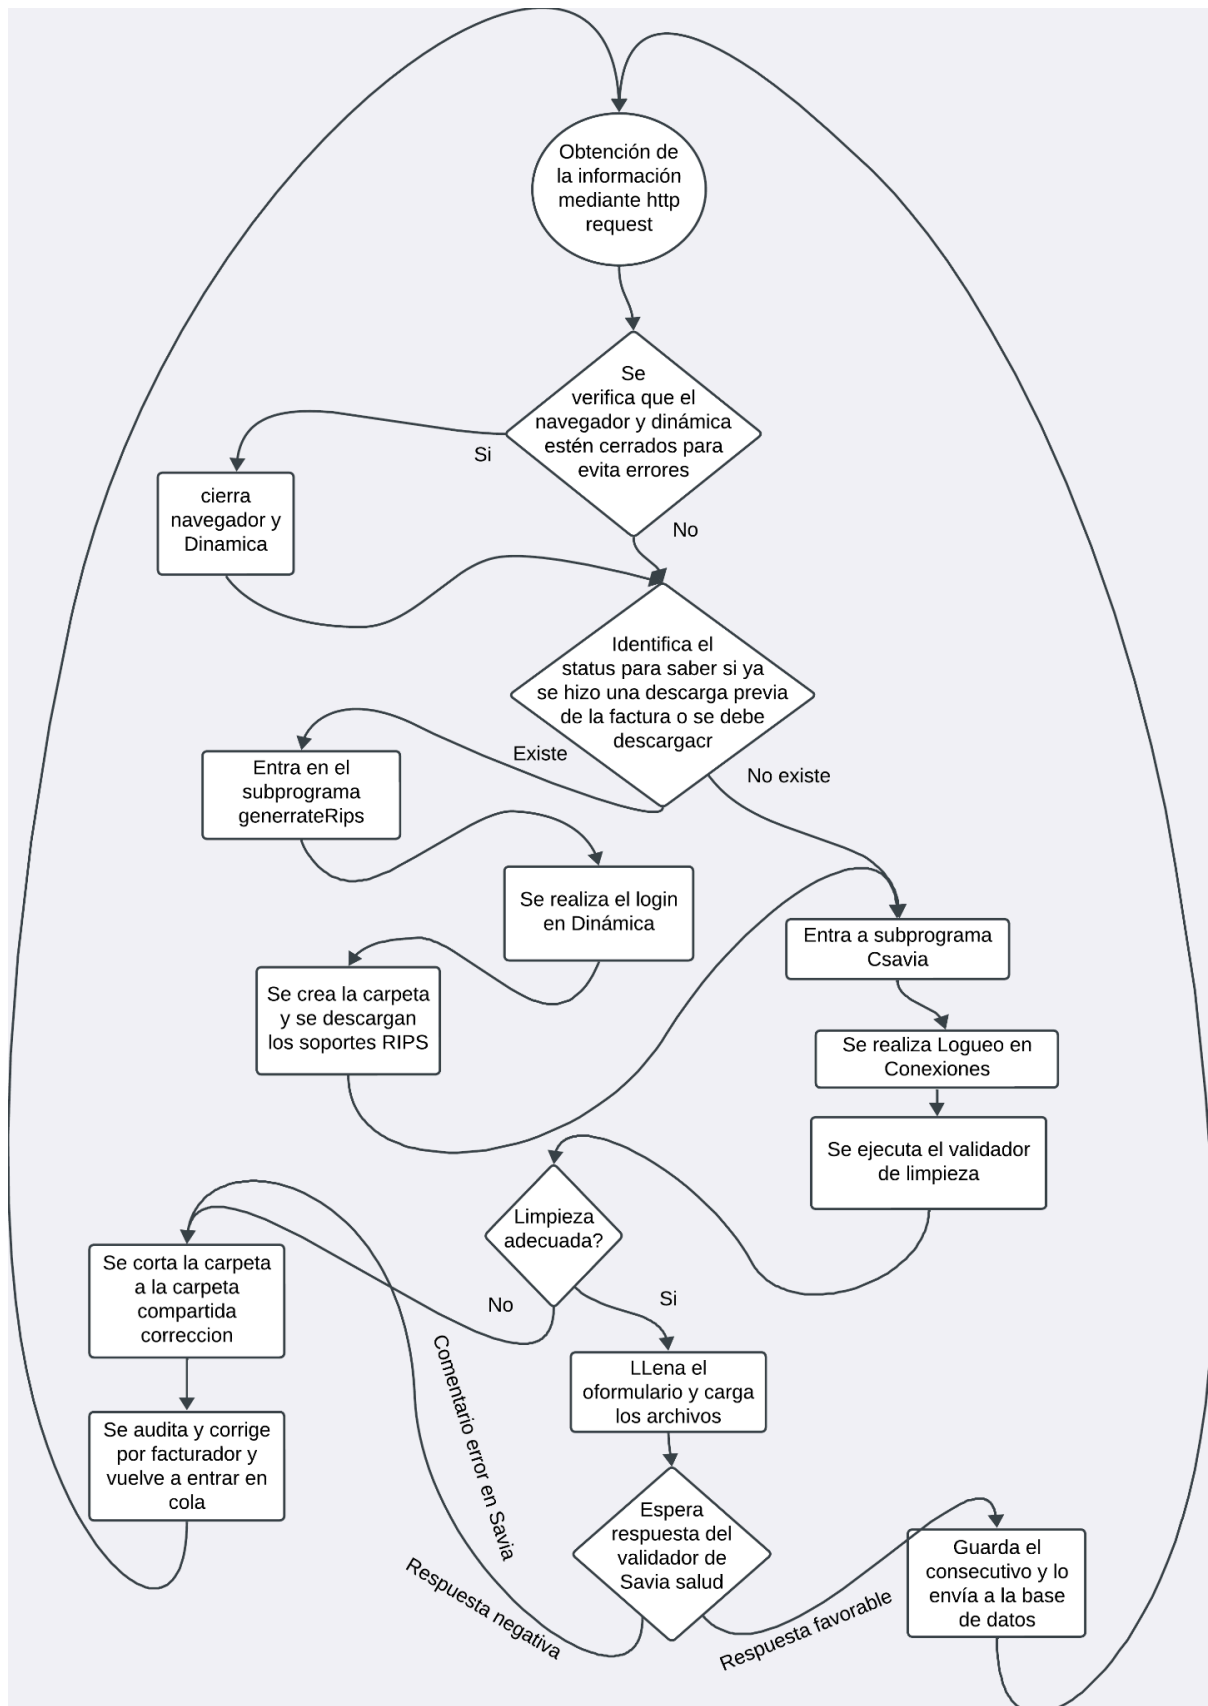 Obtención de
la información
mediante http
request
Se
verifica que el
navegador y dinámica
estén cerrados para
evita errores
Si
cierra
navegador y
Dinamica
No
Identifica el
status para saber si ya
se hizo una descarga previa
de la factura o se debe
descargacr
Existe
No existe
Entra en el
subprograma
generrateRips
Se realiza el login
en Dinámica
Entra a subprograma
Csavia
Se crea la carpeta
y se descargan
los soportes RIPS
Se realiza Logueo en
Conexiones
Se ejecuta el validador
de limpieza
Limpieza
adecuada?
No
Si
Se corta la carpeta
a la carpeta
compartida
correccion
LLena el
oformulario y carga
los archivos
Comentario error en Savia
Se audita y corrige
por facturador y
vuelve a entrar en
cola
Espera
respuesta del
validador de
Savia salud
Respuesta negativa
Respuesta favorable
Guarda el
consecutivo y lo
envía a la base
de datos